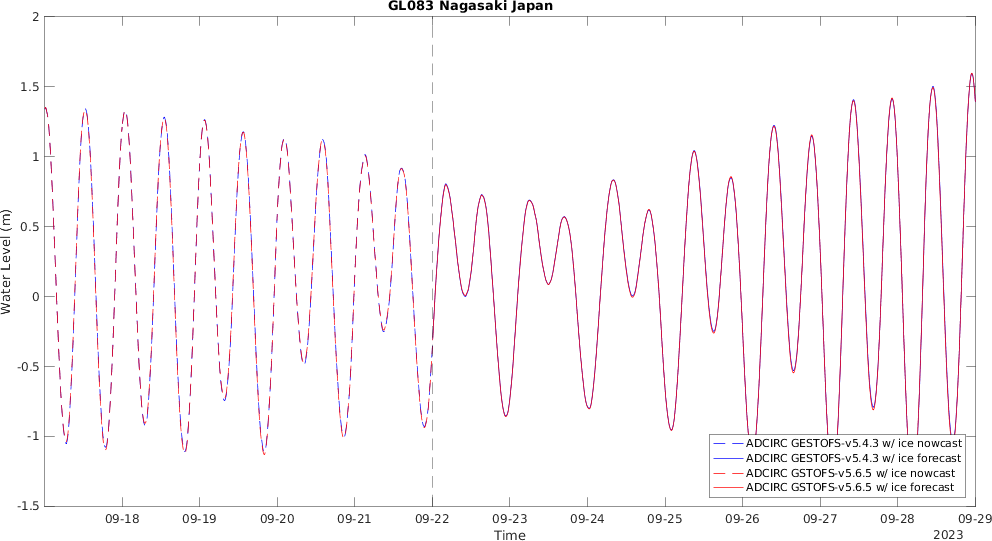 GL083 Nagasaki Japan
2
1.5
1
0.5
0
-0.5
-1
-1.5
Water Level (m)
ADCIRC GESTOFS-v5.4.3 w/ ice nowcast
ADCIRC GESTOFS-v5.4.3 w/ ice forecast
ADCIRC GSTOFS-v5.6.5 w/ ice nowcast
ADCIRC GSTOFS-v5.6.5 w/ ice forecast
09-18 09-19 09-20 09-21 09-22 09-23 09-24 09-25 09-26 09-27 09-28 09-29
Time
2023